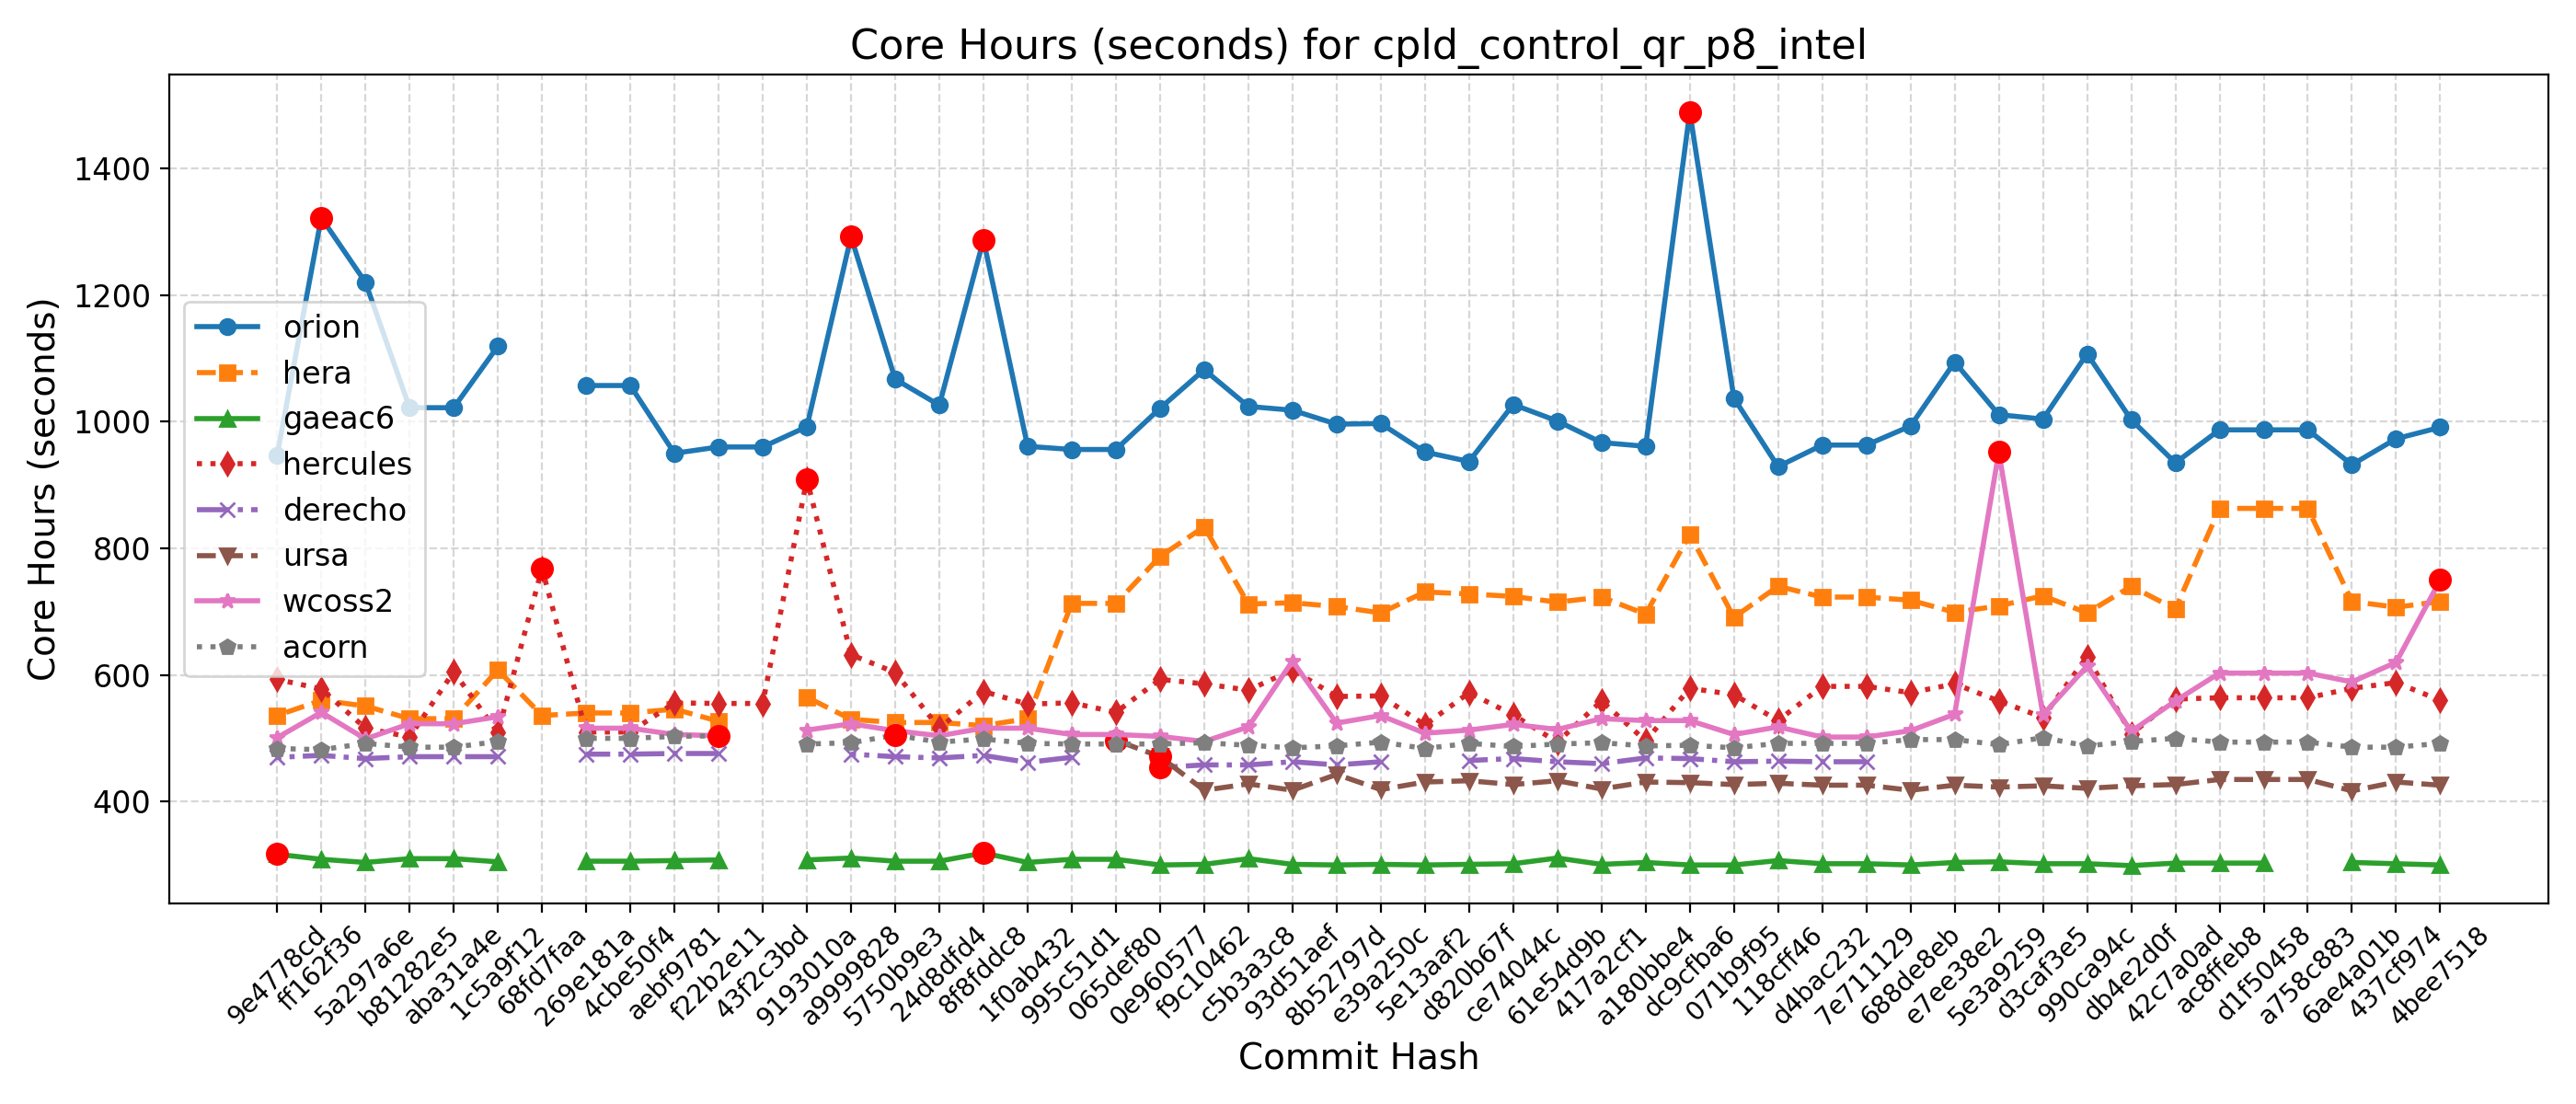 Core Hours (seconds) for cpld_control_qr_p8_intel
Core Hours (seconds)
1400
1200
1000
800
600
400
orion
hera
gaeac6
hercules
derecho
ursa
wcoss2
acorn
9e4778cd
ff162f36
5a297a6e
b81282e5
aba31a4e
1c5a9f12
68fd7faa
269e181a
4cbe50f4
aebf9781
f22b2e11
43f2c3bd
9193010a
a9999828
5750b9e3
24d8dfd4
8f8fddc8
1f0ab432
995c51d1
065def80
0e960577
f9c10462
c5b3a3c8
93d51aef
8b52797d
e39a250c
5e13aaf2
d820b67f
ce74044c
61e54d9b
417a2cf1
a180bbe4
dc9cfba6
071b9f95
118cff46
d4bac232
7e711129
688de8eb
e7ee38e2
5e3a9259
d3caf3e5
990ca94c
db4e2d0f
42c7a0ad
ac8ffeb8
d1f50458
a758c883
6ae4a01b
437cf974
4bee7518
Commit Hash